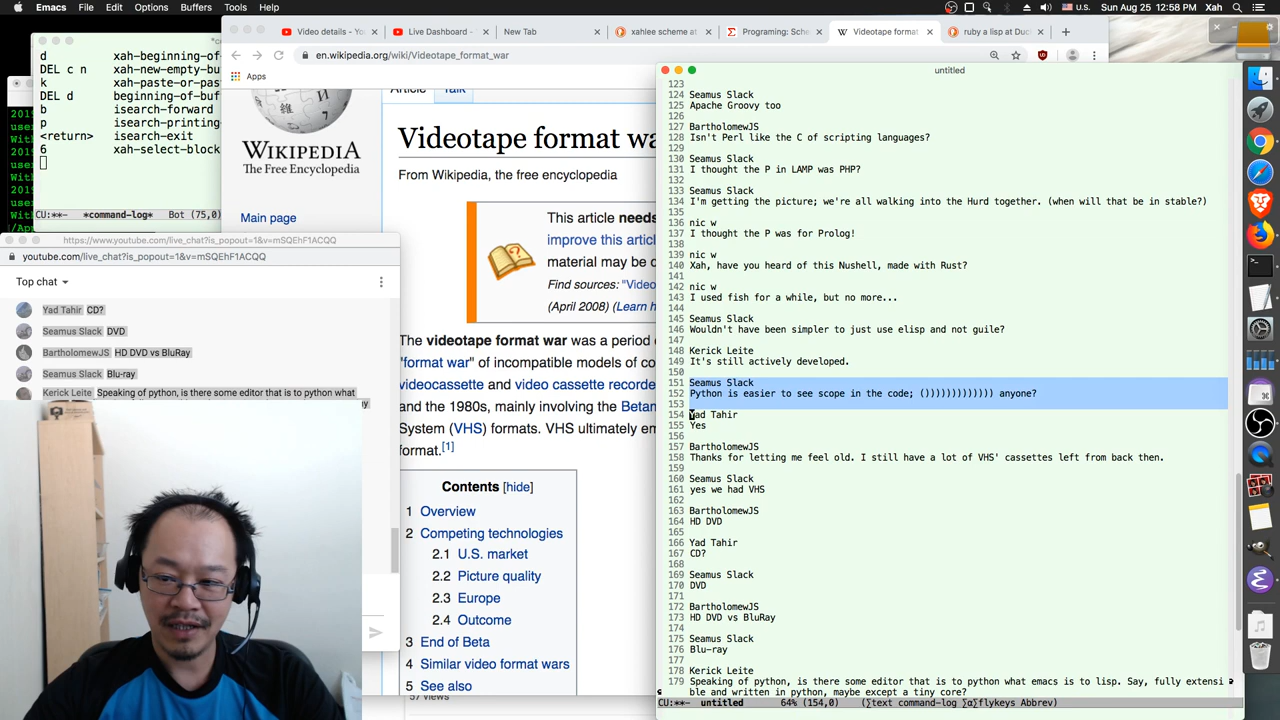 Emacs File Edit Options Buffers Tools Help
U.S. Sun Aug 25 12:58 PM Xah
d xah-beginning-of
DEL c n xah-new-empty-bu
k xah-paste-or-past
DEL d beginning-of-buf
b isearch-forward
p isearch-printing
<return> isearch-exit
6 xah-select-block
CU:**- *command-log* Bot (75,0)
Video details - Yo
Live Dashboard -
New Tab
xahlee scheme at
Programing: Sche
Videotape format
ruby a lisp at Duc
en.wikipedia.org/wiki/Videotape_format_war
Apps
WIKIPEDIA
The Free Encyclopedia
Main page
Article Talk
Videotape format wa
From Wikipedia, the free encyclopedia
This article needs
improve this artic
material may be c
Find sources: "Video
(April 2008) (Learn h
The videotape format war was a period o
"format war" of incompatible models of co
videocassette and video cassette recorde
and the 1980s, mainly involving the Betan
System (VHS) formats. VHS ultimately em
format.[1]
Contents [hide]
1 Overview
2 Competing technologies
2.1 U.S. market
2.2 Picture quality
2.3 Europe
2.4 Outcome
3 End of Beta
4 Similar video format wars
5 See also
57 views
https://www.youtube.com/live_chat?is_popout=1&v=mSQEhF1ACQQ
youtube.com/live_chat?is_popout=1&v=mSQEhF1ACQQ
Top chat
Yad Tahir CD?
Seamus Slack DVD
BartholomewJS HD DVD vs BluRay
Seamus Slack Blu-ray
Kerick Leite Speaking of python, is there some editor that is to python what
untitled
123
124 Seamus Slack
125 Apache Groovy too
126
127 BartholomewJS
128 Isn't Perl like the C of scripting languages?
129
130 Seamus Slack
131 I thought the P in LAMP was PHP?
132
133 Seamus Slack
134 I'm getting the picture; we're all walking into the Hurd together. (when will that be in stable?)
135
136 nic w
137 I thought the P was for Prolog!
138
139 nic w
140 Xah, have you heard of this Nushell, made with Rust?
141
142 nic w
143 I used fish for a while, but no more...
144
145 Seamus Slack
146 Wouldn't have been simpler to just use elisp and not guile?
147
148 Kerick Leite
149 It's still actively developed.
150
151 Seamus Slack
152 Python is easier to see scope in the code; ()))))))))))))) anyone?
153
154 Yad Tahir
155 Yes
156
157 BartholomewJS
158 Thanks for letting me feel old. I still have a lot of VHS' cassettes left from back then.
159
160 Seamus Slack
161 yes we had VHS
162
163 BartholomewJS
164 HD DVD
165
166 Yad Tahir
167 CD?
168
169 Seamus Slack
170 DVD
171
172 BartholomewJS
173 HD DVD vs BluRay
174
175 Seamus Slack
176 Blu-ray
177
178 Kerick Leite
179 Speaking of python, is there some editor that is to python what emacs is to lisp. Say, fully extensi
ble and written in python, maybe except a tiny core?
CU:**- untitled 64% (154,0) (∑text command-log ∑α∑flykeys Abbrev)